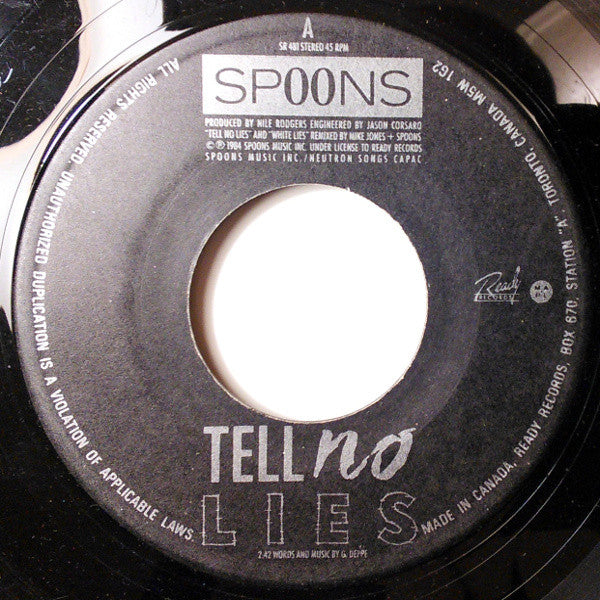 A
SR 481 STEREO 45 RPM
SPOONS
PRODUCED BY NILE RODGERS ENGINEERED BY JASON CORSARO
"TELL NO LIES" AND "WHITE LIES" REMIXED BY MIKE JONES + SPOONS
©℗ 1984 SPOONS MUSIC INC. UNDER LICENSE TO READY RECORDS
SPOONS MUSIC INC./NEUTRON SONGS CAPAC
Ready
RECORDS
TELL no
LIES
2:42 WORDS AND MUSIC BY G. DEPPE
MADE IN CANADA, READY RECORDS, BOX 670, STATION "A", TORONTO, CANADA M5W 1G2
ALL RIGHTS RESERVED. UNAUTHORIZED DUPLICATION IS A VIOLATION OF APPLICABLE LAWS.